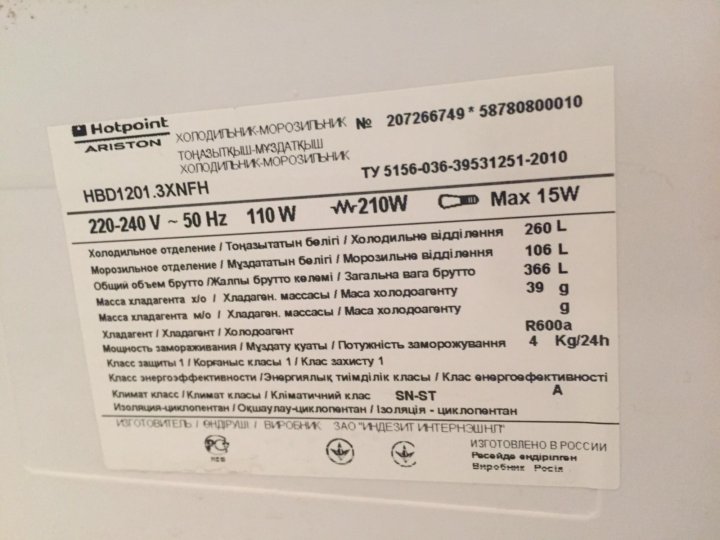 Hotpoint
ARISTON
ХОЛОДИЛЬНИК-МОРОЗИЛЬНИК № 207266749 * 58780800010
ТОҢАЗЫТҚЫШ-МҰЗДАТҚЫШ
ХОЛОДИЛЬНИК-МОРОЗИЛЬНИК ТУ 5156-036-39531251-2010
HBD1201.3XNFH
220-240 V ~ 50 Hz 110 W 210W Max 15W
Холодильное отделение / Тоңазытатын бөлігі / Холодильне відділення 260 L
Морозильное отделение / Мұздататын бөлігі / Морозильне відділення 106 L
Общий объем брутто /Жалпы брутто көлемі / Загальна вага брутто 366 L
Масса хладагента х/о / Хладаген. массасы / Маса холодоагенту 39 g
Масса хладагента м/о / Хладаген. массасы / Маса холодоагенту g
Хладагент / Хладагент / Холодоагент R600a
Мощность замораживания / Мұздату қуаты / Потужність заморожування 4 Kg/24h
Класс защиты 1 / Қорғаныс класы 1 / Клас захисту 1
Класс энергоэффективности / Энергиялық тиімділік класы / Клас енергоефективності A
Климат класс / Климат класы / Кліматичний клас SN-ST
Изоляция-циклопентан / Оқшаулау-циклопентан / Ізоляція - циклопентан
ИЗГОТОВИТЕЛЬ / ӨНДІРУШІ / ВИРОБНИК ЗАО "ИНДЕЗИТ ИНТЕРНЭШНЛ"
ИЗГОТОВЛЕНО В РОССИИ
Ресейде өндірілген
Виробник Росія